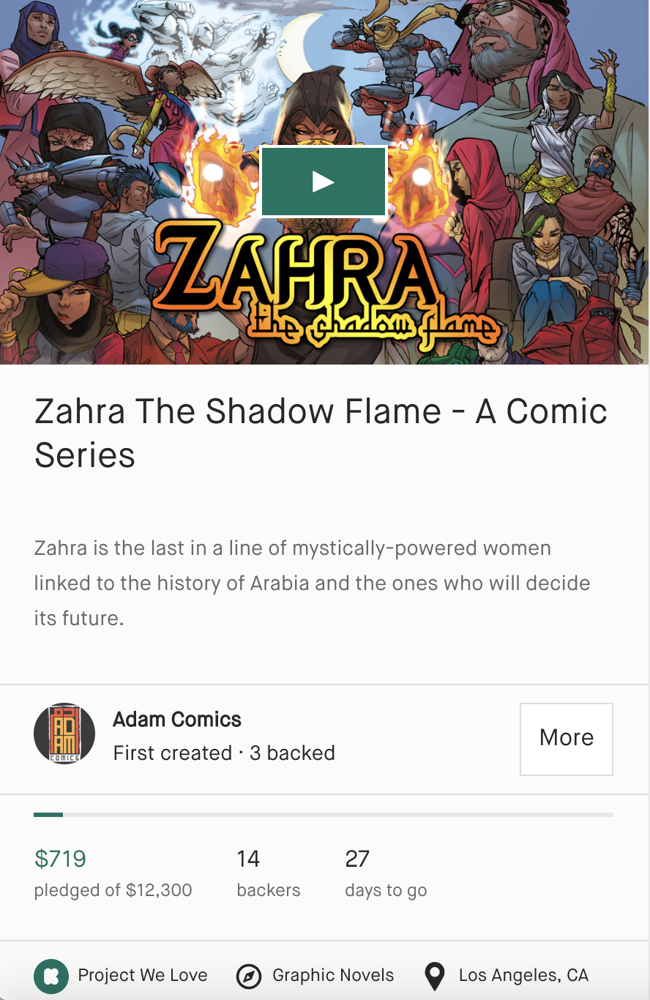 ZAHRA
the shadow flame
Zahra The Shadow Flame - A Comic
Series
Zahra is the last in a line of mystically-powered women
linked to the history of Arabia and the ones who will decide
its future.
ADAM
COMICS
Adam Comics
First created · 3 backed
More
$719
pledged of $12,300
14
backers
27
days to go
Project We Love
Graphic Novels
Los Angeles, CA